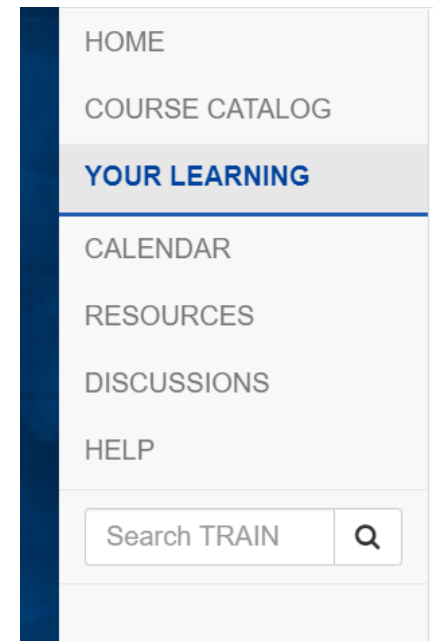 HOME
COURSE CATALOG
YOUR LEARNING
CALENDAR
RESOURCES
DISCUSSIONS
HELP
Search TRAIN